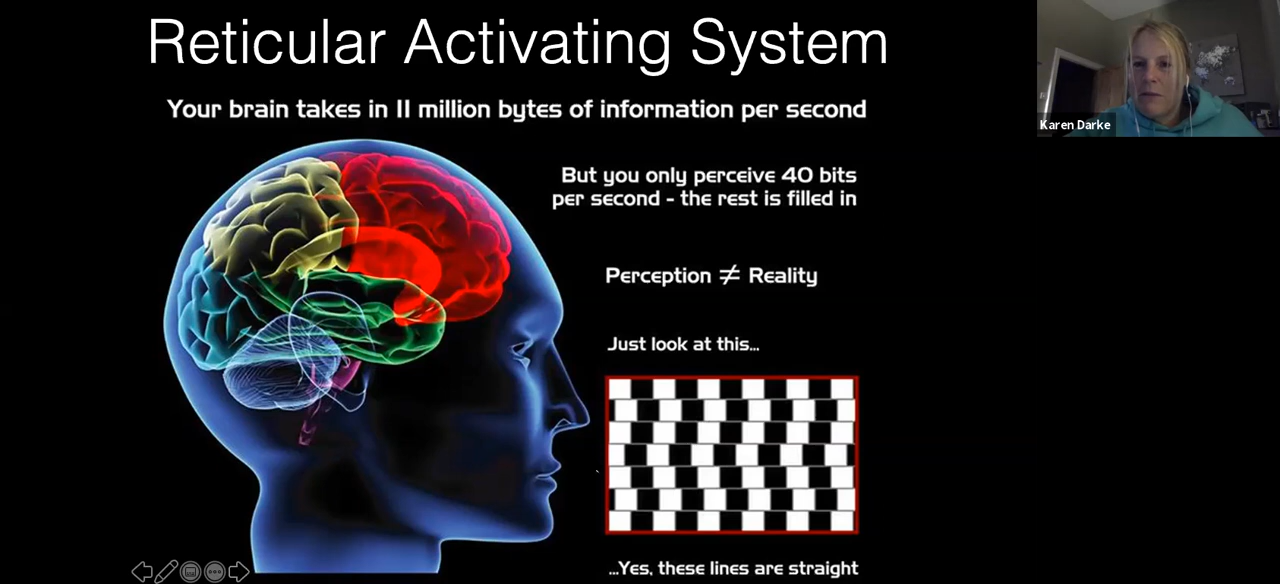 Reticular Activating System
Your brain takes in 11 million bytes of information per second
Karen Darke
But you only perceive 40 bits
per second - the rest is filled in
Perception ≠ Reality
Just look at this...
...Yes, these lines are straight